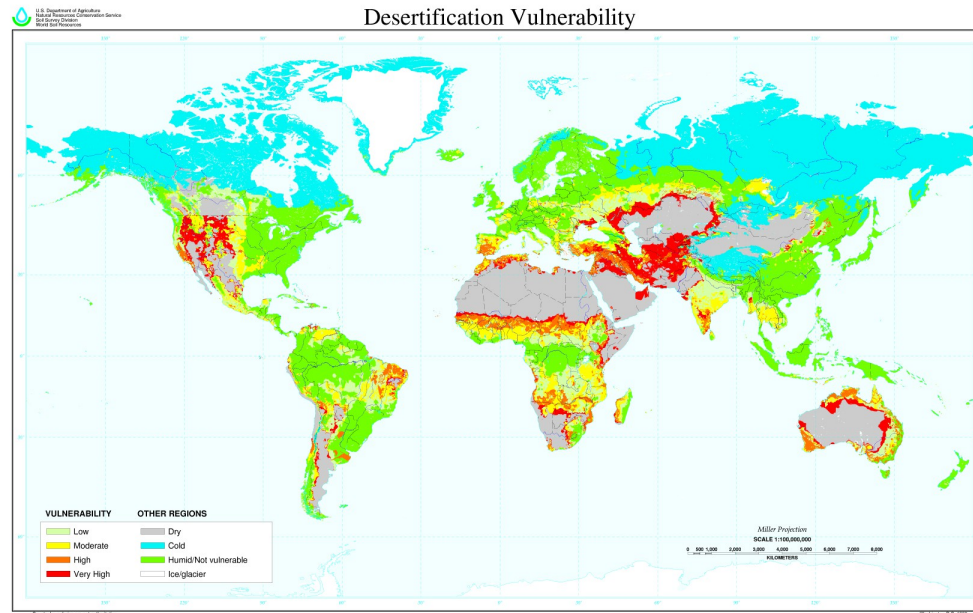 U.S. Department of Agriculture
Natural Resources Conservation Service
Soil Survey Division
World Soil Resources
Desertification Vulnerability
VULNERABILITY OTHER REGIONS
Low Dry
Moderate Cold
High Humid/Not vulnerable
Very High Ice/glacier
Miller Projection
SCALE 1:100,000,000
0 500 1,000 2,000 3,000 4,000 5,000 6,000 7,000 8,000
KILOMETERS